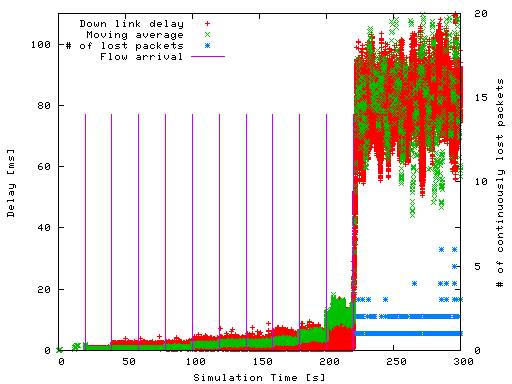 Down link delay
Moving average
# of lost packets
Flow arrival
100
80
60
40
20
0
20
15
10
5
0
0
50
100
150
200
250
300
Delay [ms]
# of continuously lost packets
Simulation Time [s]